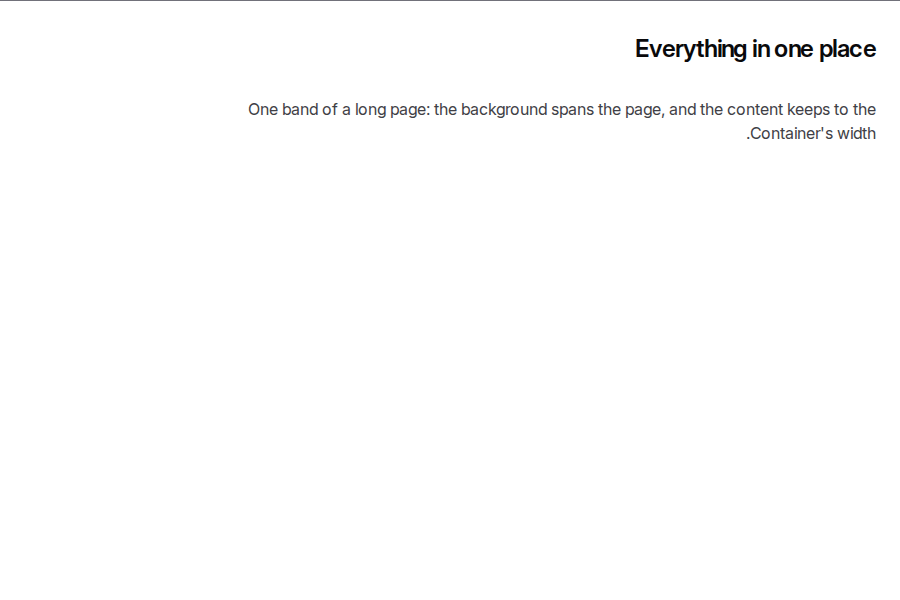 Everything in one place
One band of a long page: the background spans the page, and the content keeps to the
.Container's width